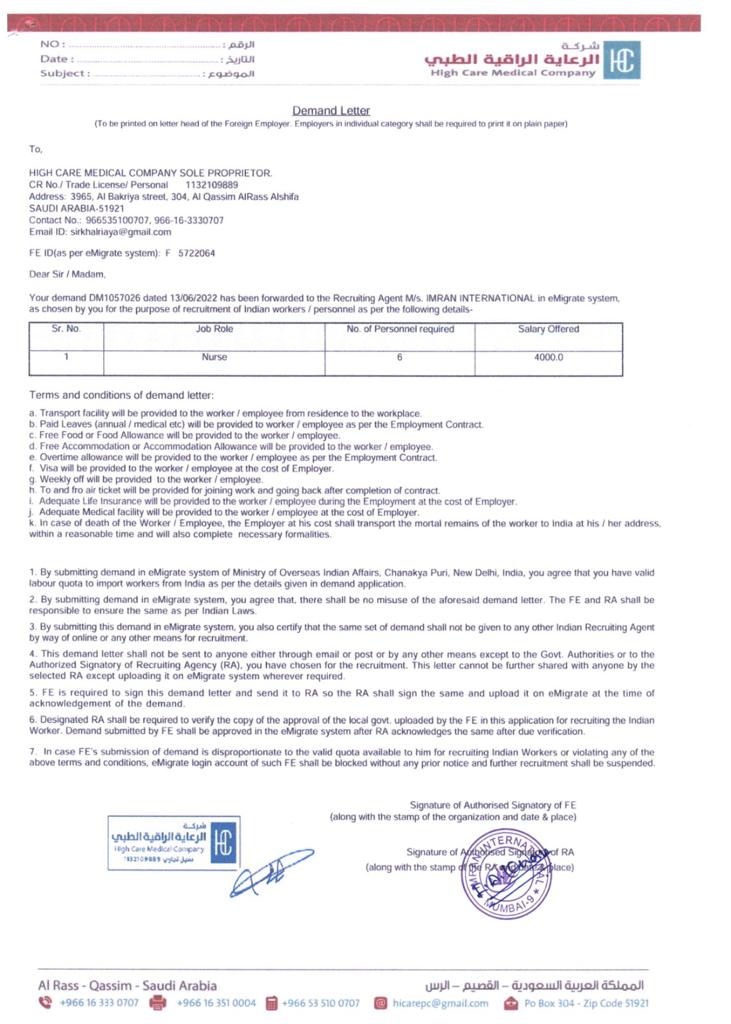 NO : ........................ : الرقم
Date : ........................ : التاريخ
Subject : ........................ : الموضوع
شركة
الرعاية الراقية الطبي
High Care Medical Company
HC
Demand Letter
(To be printed on letter head of the Foreign Employer. Employers in individual category shall be required to print it on plain paper)
To,
HIGH CARE MEDICAL COMPANY SOLE PROPRIETOR.
CR No./ Trade License/ Personal 1132109889
Address: 3965, Al Bakriya street, 304, Al Qassim AlRass Alshifa
SAUDI ARABIA-51921
Contact No.: 966535100707, 966-16-3330707
Email ID: sirkhalriaya@gmail.com
FE ID(as per eMigrate system): F 5722064
Dear Sir / Madam,
Your demand DM1057026 dated 13/06/2022 has been forwarded to the Recruiting Agent M/s. IMRAN INTERNATIONAL in eMigrate system,
as chosen by you for the purpose of recruitment of Indian workers / personnel as per the following details-
Sr. No. Job Role No. of Personnel required Salary Offered
1 Nurse 6 4000.0
Terms and conditions of demand letter:
a. Transport facility will be provided to the worker / employee from residence to the workplace.
b. Paid Leaves (annual / medical etc) will be provided to worker / employee as per the Employment Contract.
c. Free Food or Food Allowance will be provided to the worker / employee.
d. Free Accommodation or Accommodation Allowance will be provided to the worker / employee.
e. Overtime allowance will be provided to the worker / employee as per the Employment Contract.
f. Visa will be provided to the worker / employee at the cost of Employer.
g. Weekly off will be provided to the worker / employee.
h. To and fro air ticket will be provided for joining work and going back after completion of contract.
i. Adequate Life Insurance will be provided to the worker / employee during the Employment at the cost of Employer.
j. Adequate Medical facility will be provided to the worker / employee at the cost of Employer.
k. In case of death of the Worker / Employee, the Employer at his cost shall transport the mortal remains of the worker to India at his / her address,
within a reasonable time and will also complete necessary formalities.
1. By submitting demand in eMigrate system of Ministry of Overseas Indian Affairs, Chanakya Puri, New Delhi, India, you agree that you have valid
labour quota to import workers from India as per the details given in demand application.
2. By submitting demand in eMigrate system, you agree that, there shall be no misuse of the aforesaid demand letter. The FE and RA shall be
responsible to ensure the same as per Indian Laws.
3. By submitting this demand in eMigrate system, you also certify that the same set of demand shall not be given to any other Indian Recruiting Agent
by way of online or any other means for recruitment.
4. This demand letter shall not be sent to anyone either through email or post or by any other means except to the Govt. Authorities or to the
Authorized Signatory of Recruiting Agency (RA), you have chosen for the recruitment. This letter cannot be further shared with anyone by the
selected RA except uploading it on eMigrate system wherever required.
5. FE is required to sign this demand letter and send it to RA so the RA shall sign the same and upload it on eMigrate at the time of
acknowledgement of the demand.
6. Designated RA shall be required to verify the copy of the approval of the local govt. uploaded by the FE in this application for recruiting the Indian
Worker. Demand submitted by FE shall be approved in the eMigrate system after RA acknowledges the same after due verification.
7. In case FE's submission of demand is disproportionate to the valid quota available to him for recruiting Indian Workers or violating any of the
above terms and conditions, eMigrate login account of such FE shall be blocked without any prior notice and further recruitment shall be suspended.
Signature of Authorised Signatory of FE
(along with the stamp of the organization and date & place)
شركة
الرعاية الراقية الطبي
High Care Medical Company
سجل تجاري 1132109889
HC
Signature of Authorised Signatory of RA
(along with the stamp of the RA place)
IMRAN INTERNATIONAL
MUMBAI-9
Al Rass - Qassim - Saudi Arabia المملكة العربية السعودية – القصيم – الرس
+966 16 333 0707 +966 16 351 0004 +966 53 510 0707 hicarepc@gmail.com Po Box 304 - Zip Code 51921